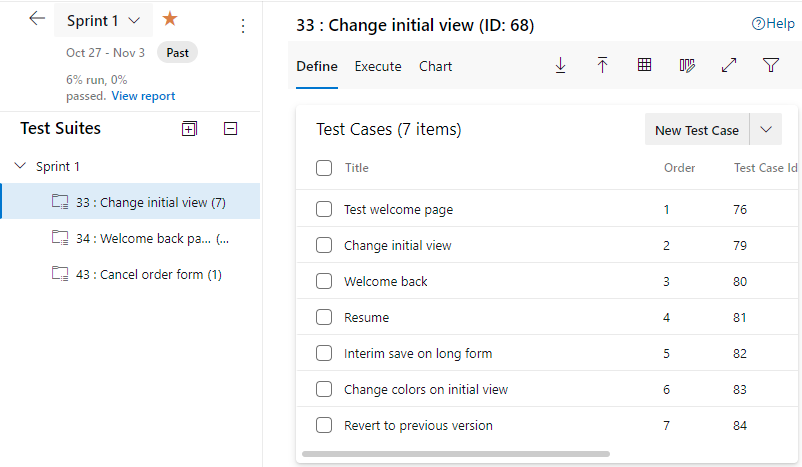 Sprint 1
Oct 27 - Nov 3 Past
6% run, 0%
passed. View report
Test Suites
Sprint 1
33 : Change initial view (7)
34 : Welcome back pa... (...
43 : Cancel order form (1)
33 : Change initial view (ID: 68)
Help
Define Execute Chart
Test Cases (7 items)
New Test Case
Title Order Test Case Id
Test welcome page 1 76
Change initial view 2 79
Welcome back 3 80
Resume 4 81
Interim save on long form 5 82
Change colors on initial view 6 83
Revert to previous version 7 84